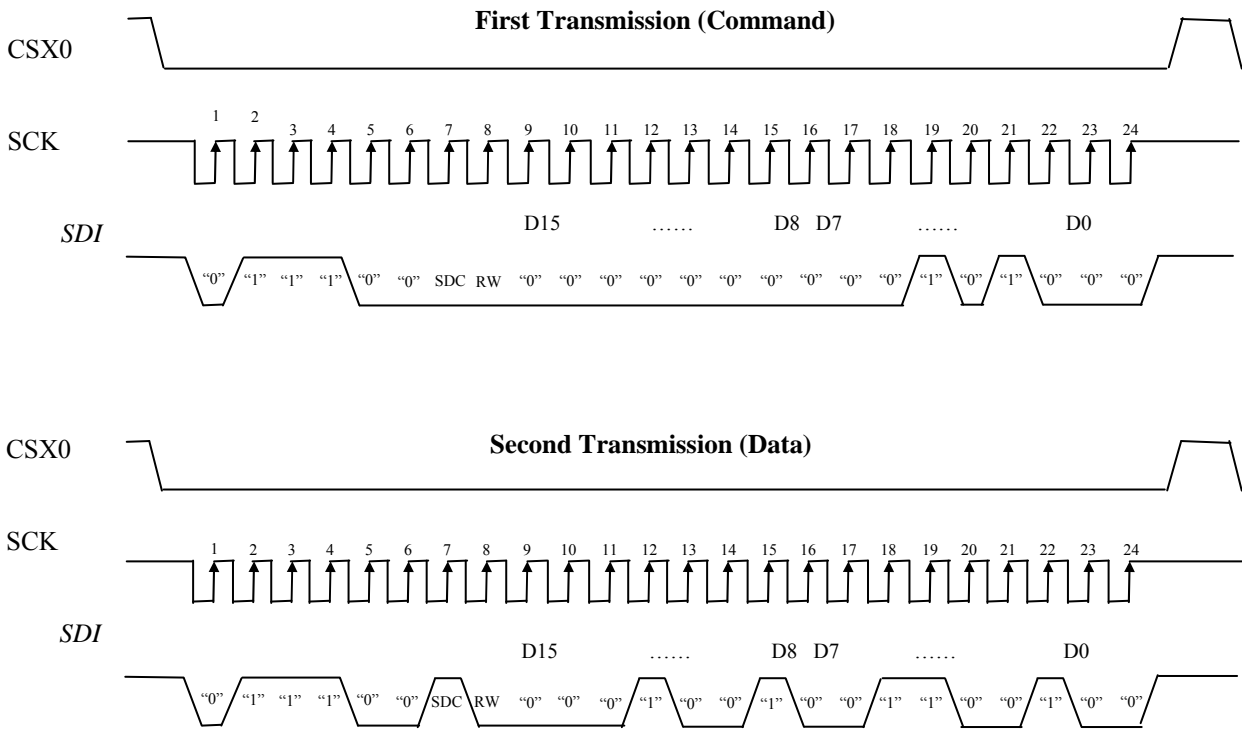 First Transmission (Command)
CSX0
1 2 3 4 5 6 7 8 9 10 11 12 13 14 15 16 17 18 19 20 21 22 23 24
SCK
D15 …… D8 D7 …… D0
SDI
“0” “1” “1” “1” “0” “0” SDC RW “0” “0” “0” “0” “0” “0” “0” “0” “0” “0” “1” “0” “1” “0” “0” “0”
Second Transmission (Data)
CSX0
1 2 3 4 5 6 7 8 9 10 11 12 13 14 15 16 17 18 19 20 21 22 23 24
SCK
SDI
D15 …… D8 D7 …… D0
“0” “1” “1” “1” “0” “0” SDC RW “0” “0” “0” “1” “0” “0” “1” “0” “0” “1” “1” “0” “0” “1” “0” “0”